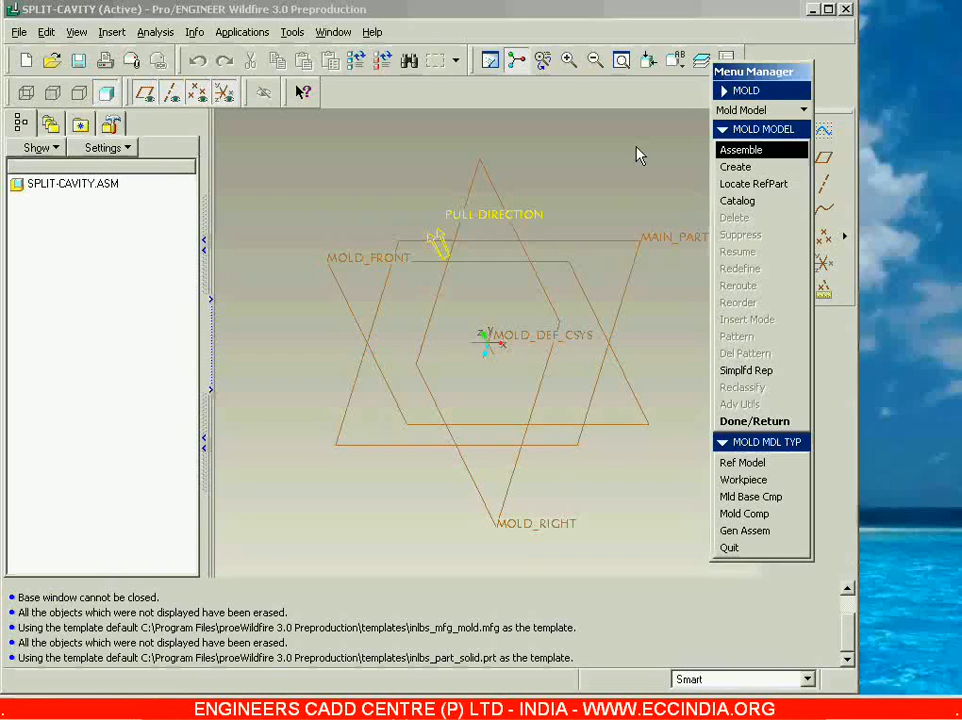 SPLIT-CAVITY (Active) - Pro/ENGINEER Wildfire 3.0 Preproduction
File Edit View Insert Analysis Info Applications Tools Window Help
Show
Settings
SPLIT-CAVITY.ASM
PULL DIRECTION
MAIN_PART
MOLD_FRONT
MOLD_DEF_CSYS
MOLD_RIGHT
z y x
Menu Manager
MOLD
Mold Model
MOLD MODEL
Assemble
Create
Locate RefPart
Catalog
Delete
Suppress
Resume
Redefine
Reroute
Reorder
Insert Mode
Pattern
Del Pattern
Simplfd Rep
Reclassify
Adv Utils
Done/Return
MOLD MDL TYP
Ref Model
Workpiece
Mld Base Cmp
Mold Comp
Gen Assem
Quit
Base window cannot be closed.
All the objects which were not displayed have been erased.
Using the template default C:\Program Files\proeWildfire 3.0 Preproduction\templates\inlbs_mfg_mold.mfg as the template.
All the objects which were not displayed have been erased.
Using the template default C:\Program Files\proeWildfire 3.0 Preproduction\templates\inlbs_part_solid.prt as the template.
Smart
ENGINEERS CADD CENTRE (P) LTD - INDIA - WWW.ECCINDIA.ORG